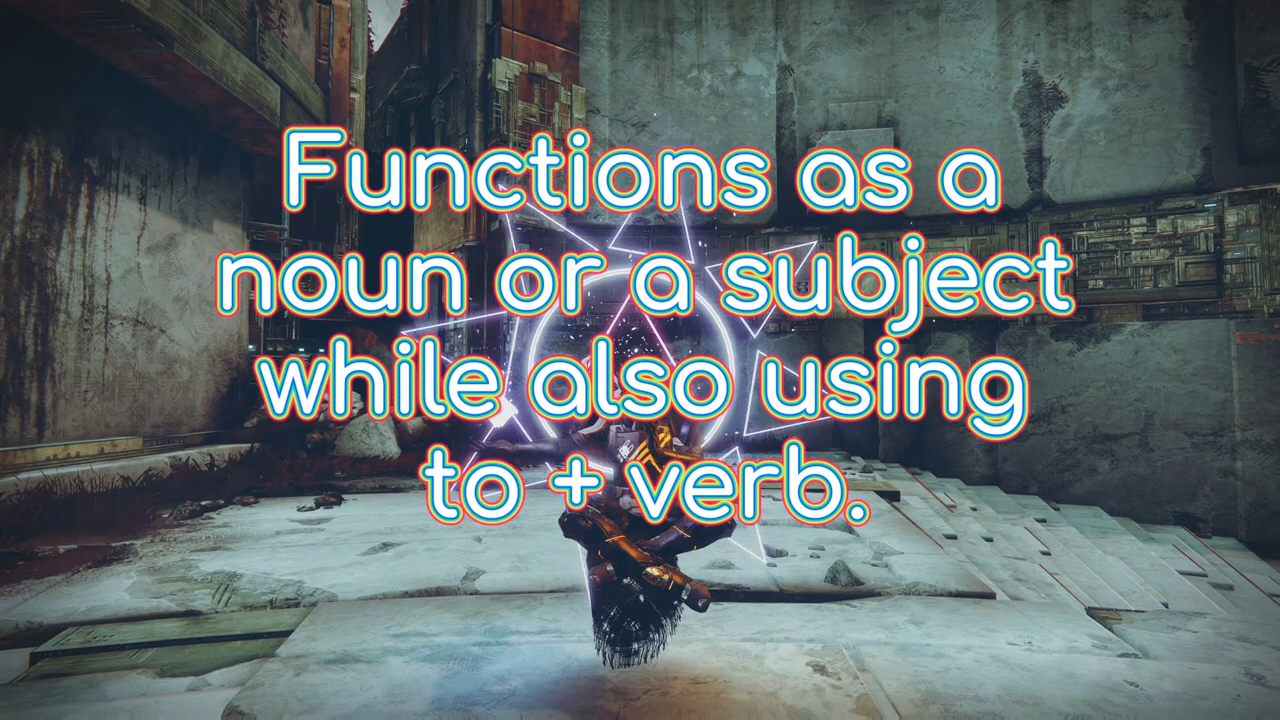 Functions as a
noun or a subject
while also using
to + verb.